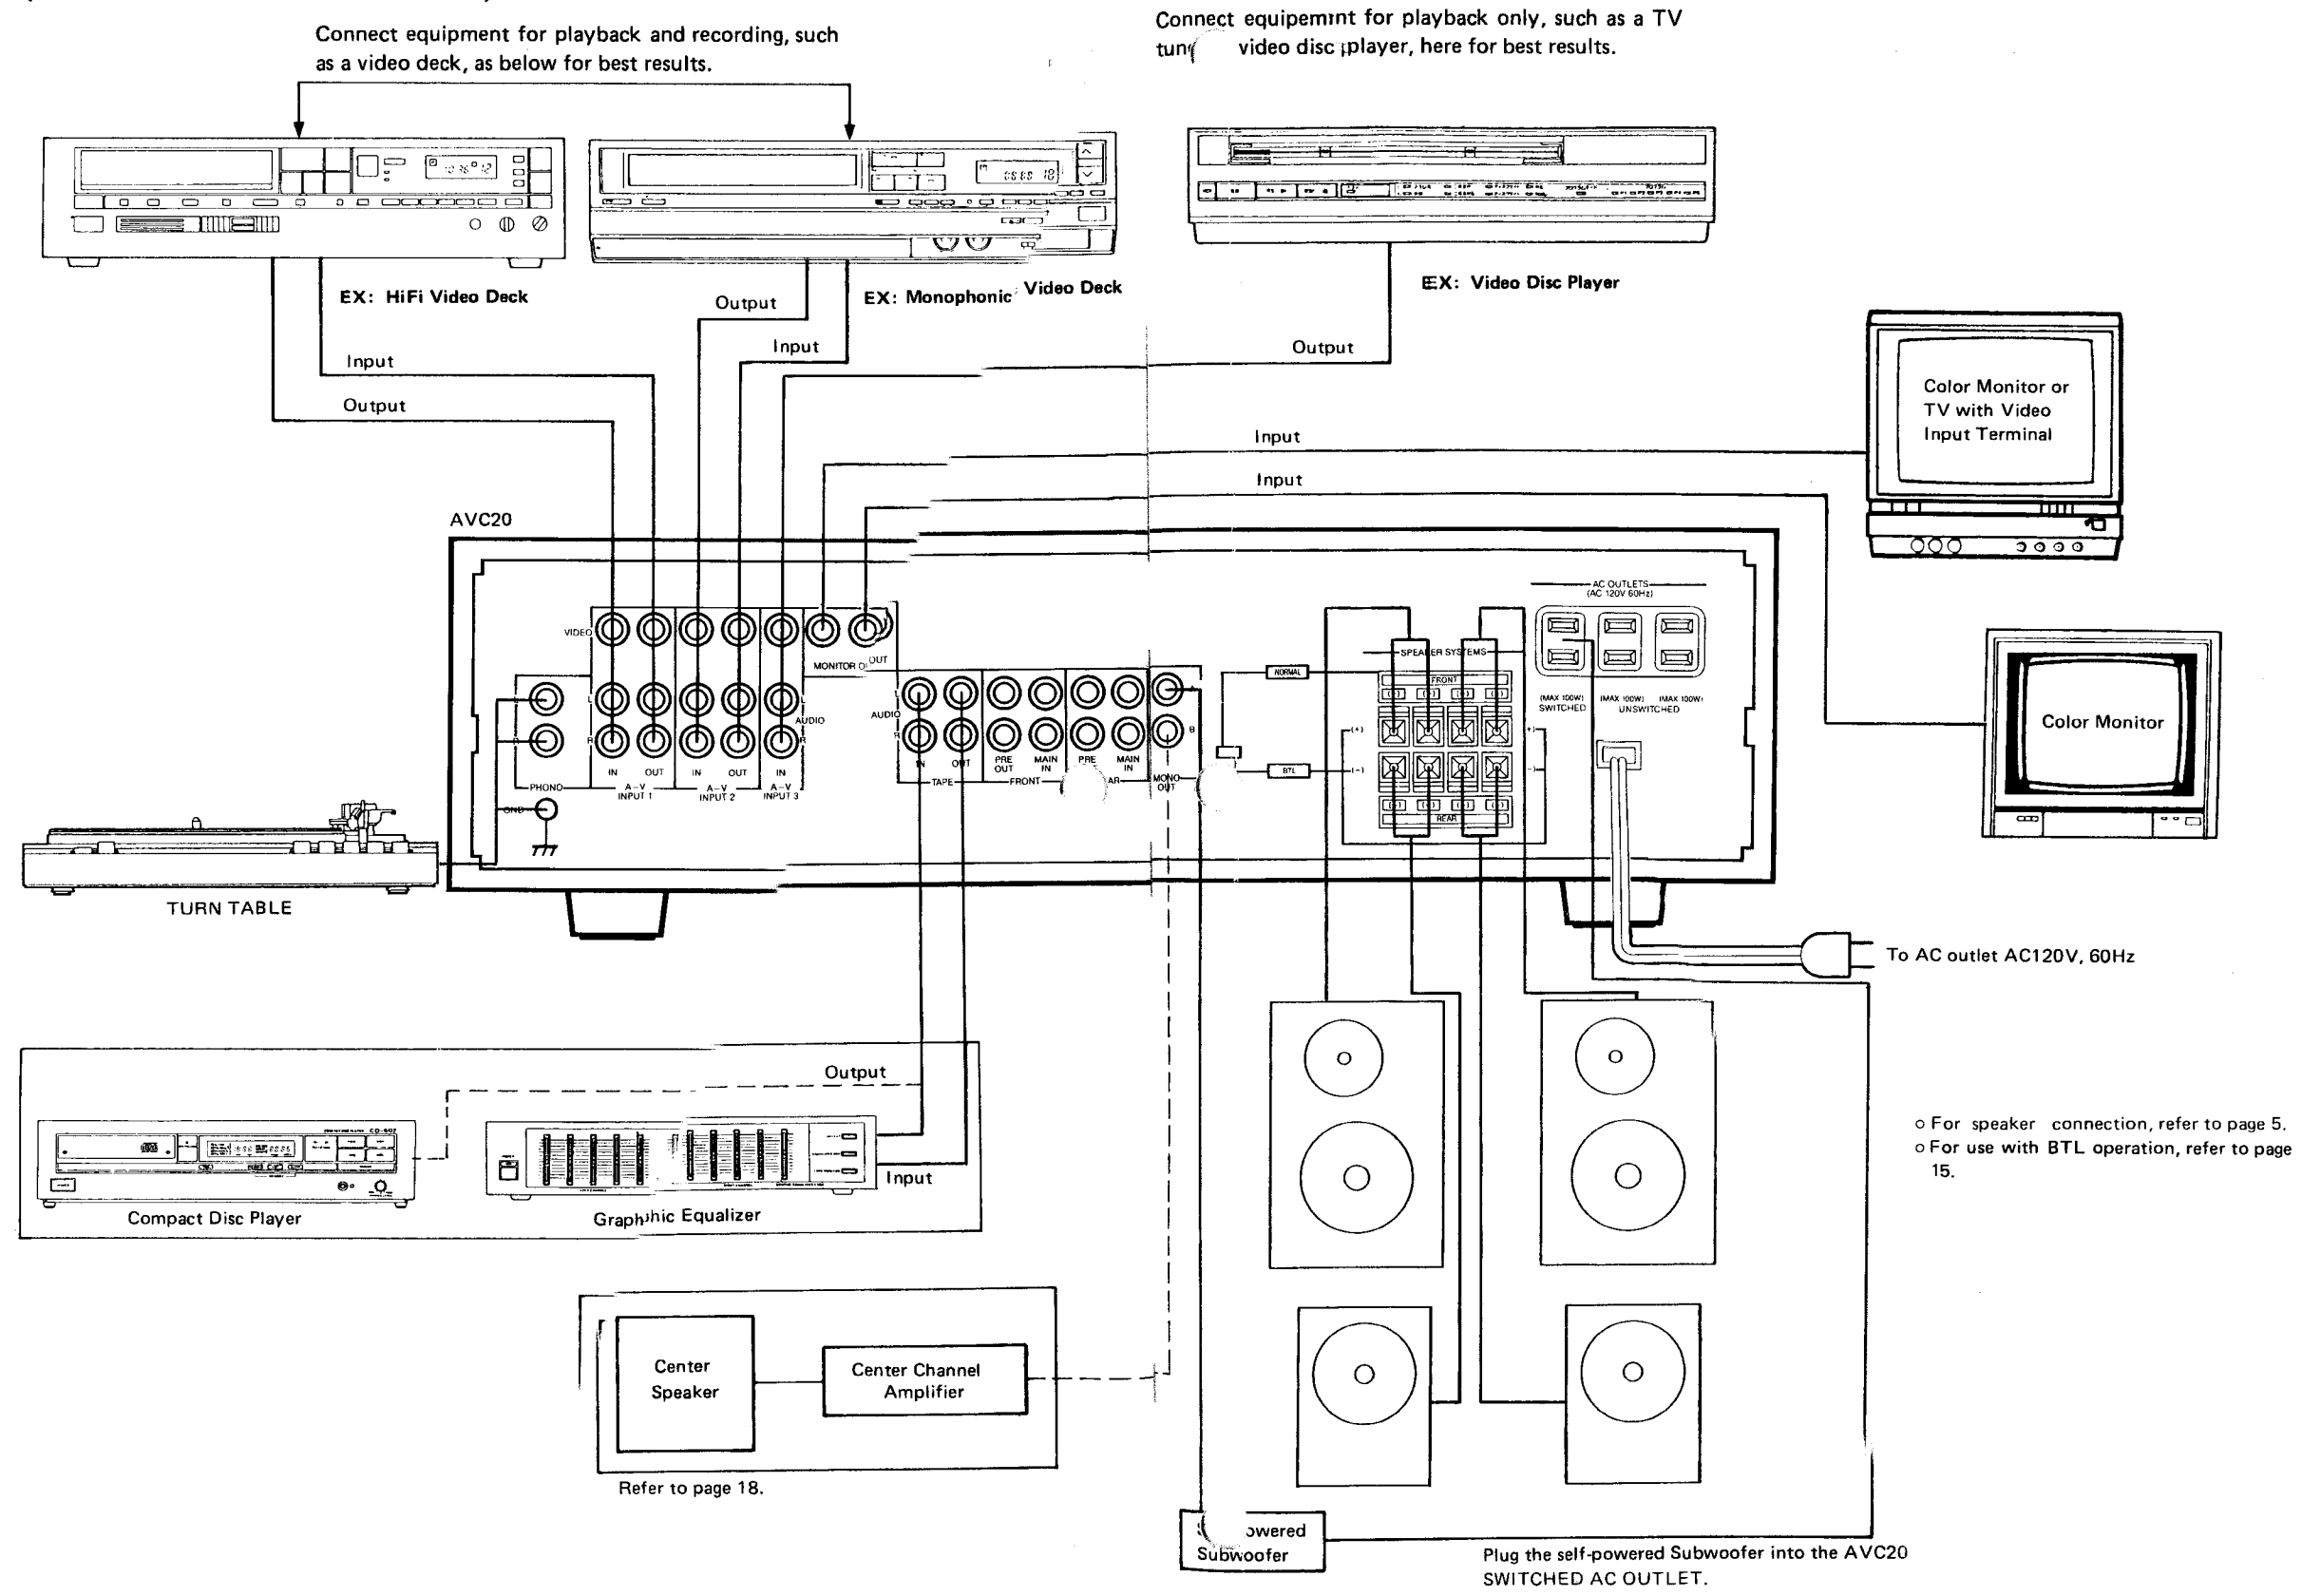 Connect equipment for playback and recording, such
as a video deck, as below for best results.
Connect equipemint for playback only, such as a TV
video disc player, here for best results.
EX: HiFi Video Deck
EX: Monophonic Video Deck
EX: Video Disc Player
Output
Input
Output
Input
Output
Color Monitor or
TV with Video
Input Terminal
Input
Input
AVC20
AC OUTLETS
(AC 120V 60Hz)
VIDEO
MONITOR OUT
SPEAKER SYSTEMS
NORMAL
FRONT
(MAX 100W)
SWITCHED
(MAX 100W) (MAX 100W)
UNSWITCHED
Color Monitor
L
AUDIO
R
R
AUDIO
L
R
A
B
(+)
(+)
(−)
(−)
BTL
REAR
IN OUT IN OUT IN
PHONO
A-V
INPUT 1
A-V
INPUT 2
A-V
INPUT 3
IN OUT
TAPE
PRE
OUT
MAIN
IN
FRONT
PRE
MAIN
IN
MONO
OUT
GND
TURN TABLE
To AC outlet AC120V, 60Hz
Output
CD-607
Input
Compact Disc Player
Graphic Equalizer
o For speaker connection, refer to page 5.
o For use with BTL operation, refer to page
15.
Center
Speaker
Center Channel
Amplifier
Refer to page 18.
Subwoofer
Plug the self-powered Subwoofer into the AVC20
SWITCHED AC OUTLET.